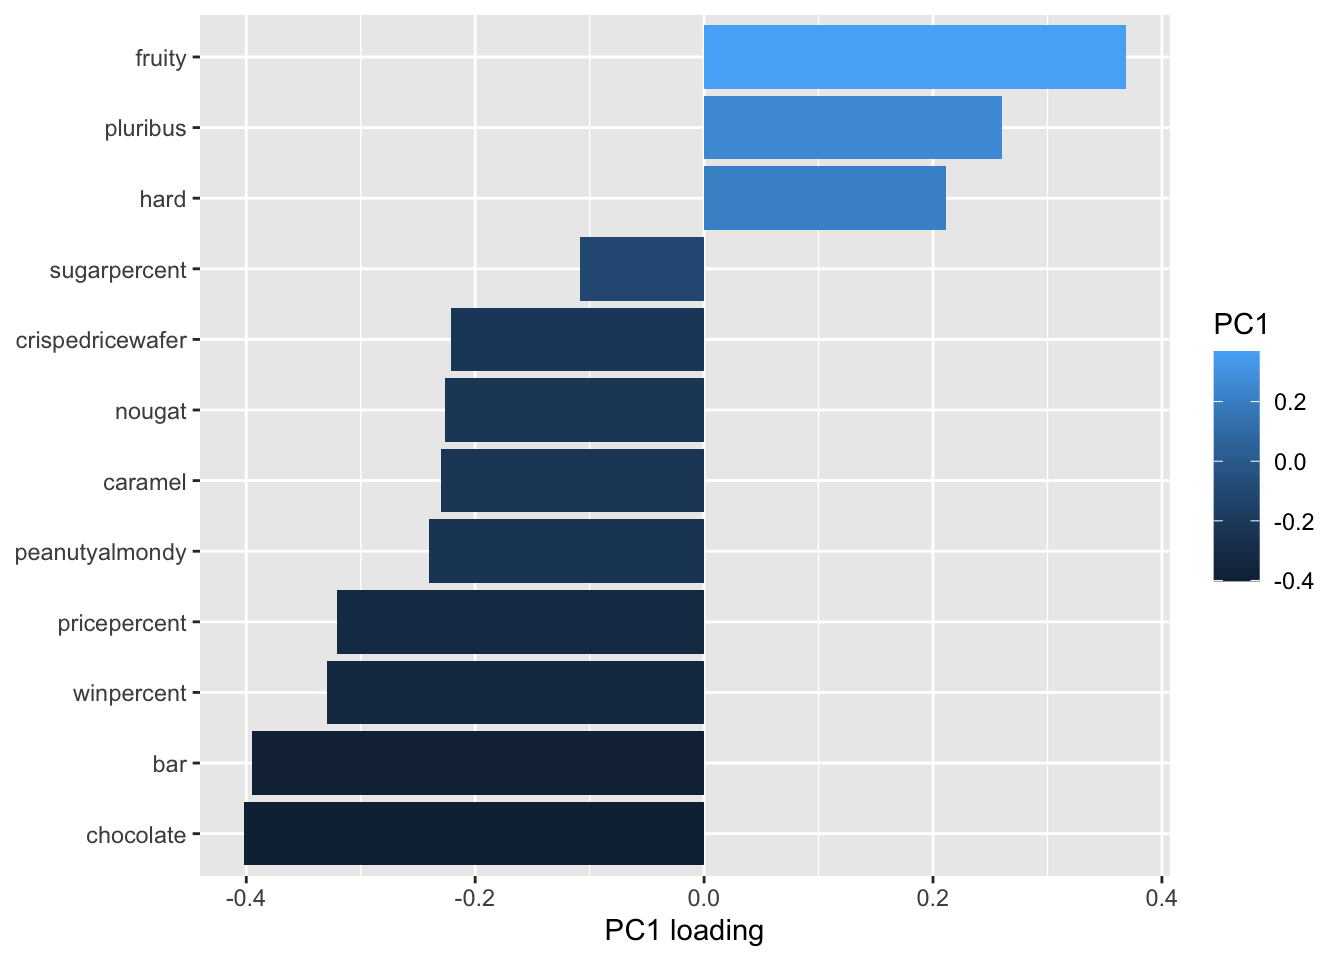 fruity
pluribus
hard
sugarpercent
crispedricewafer
nougat
caramel
peanutyalmondy
pricepercent
winpercent
bar
chocolate
-0.4 -0.2 0.0 0.2 0.4
PC1 loading
PC1
0.2
0.0
-0.2
-0.4